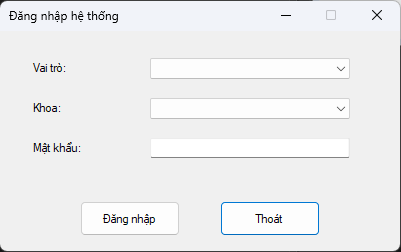 Đăng nhập hệ thống
Vai trò:
Khoa:
Mật khẩu:
Đăng nhập
Thoát